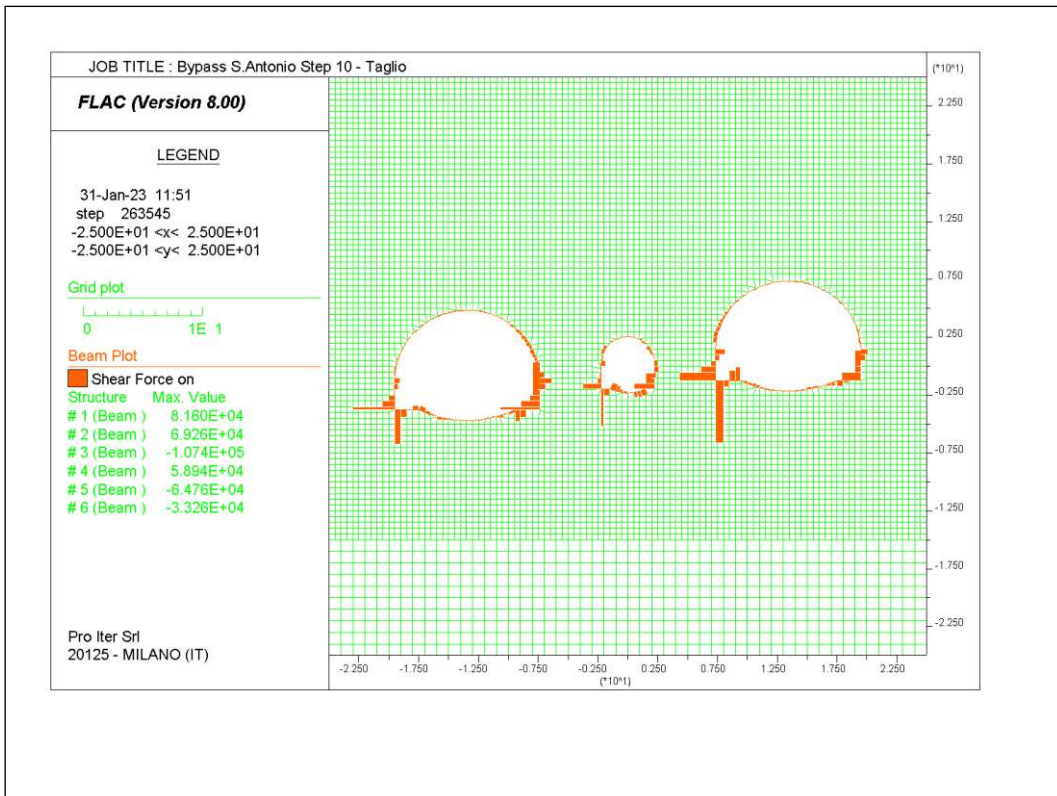 JOB TITLE : Bypass S.Antonio Step 10 - Taglio
FLAC (Version 8.00)
LEGEND
31-Jan-23 11:51
step 263545
-2.500E+01 <x< 2.500E+01
-2.500E+01 <y< 2.500E+01
Grid plot
0 1E 1
Beam Plot
Shear Force on
Structure Max. Value
# 1 (Beam ) 8.160E+04
# 2 (Beam ) 6.926E+04
# 3 (Beam ) -1.074E+05
# 4 (Beam ) 5.894E+04
# 5 (Beam ) -6.476E+04
# 6 (Beam ) -3.326E+04
Pro Iter Srl
20125 - MILANO (IT)
(*10^1)
2.250
1.750
1.250
0.750
0.250
-0.250
-0.750
-1.250
-1.750
-2.250
-2.250 -1.750 -1.250 -0.750 -0.250 0.250 0.750 1.250 1.750 2.250
(*10^1)